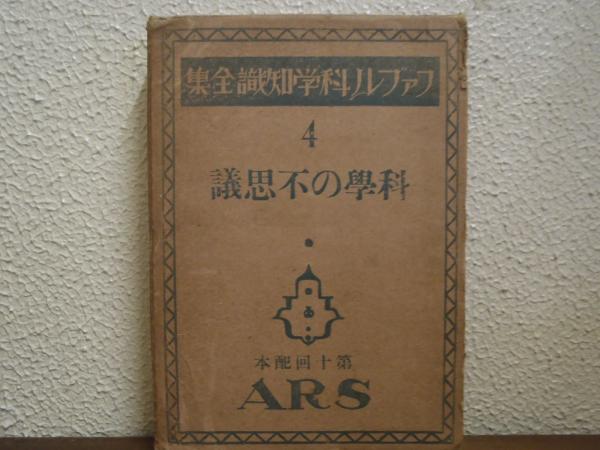 ファブル科学知識全集
4
科學の不思議
第十回配本
ARS